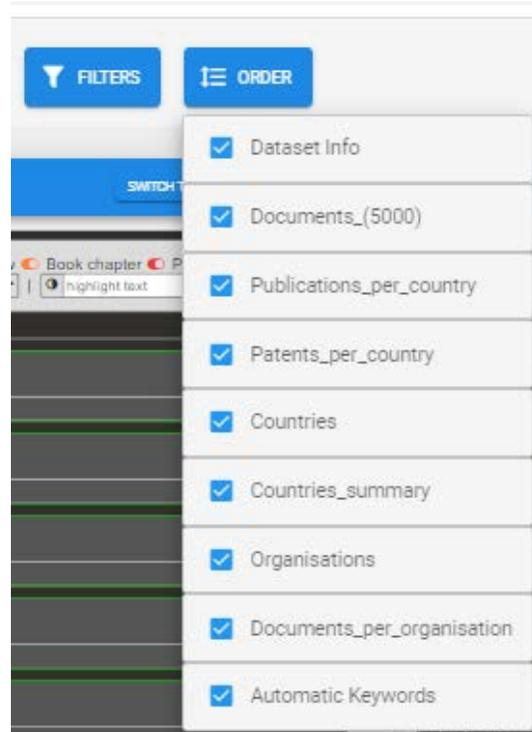 FILTERS
ORDER
Dataset Info
SWITCH T
Documents_(5000)
Book chapter P
| highlight text
Publications_per_country
Patents_per_country
Countries
Countries_summary
Organisations
Documents_per_organisation
Automatic Keywords